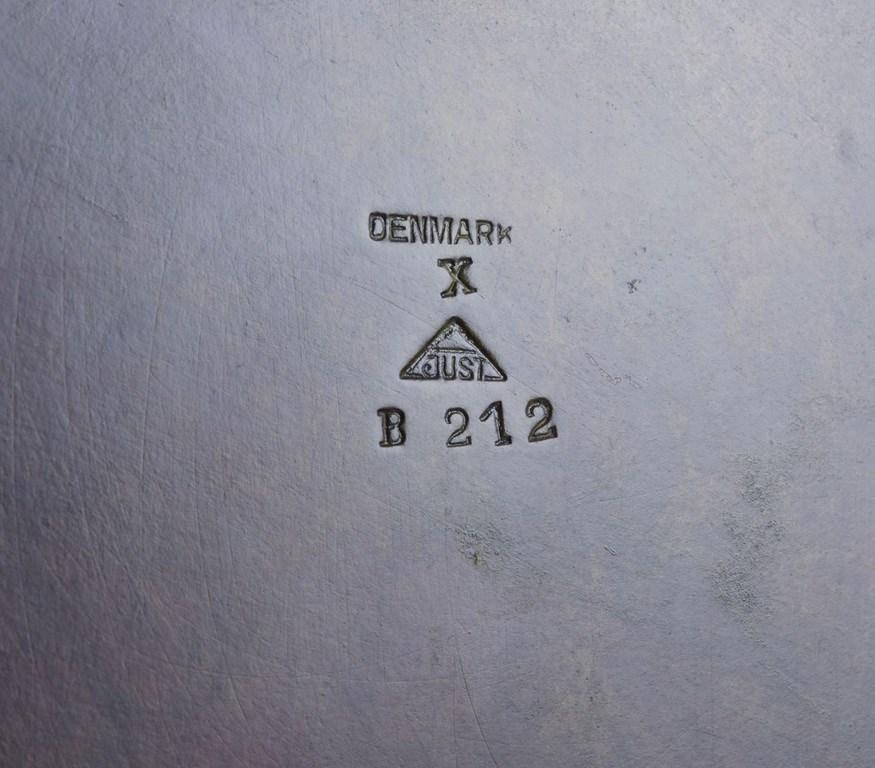 DENMARK
X
JUST
B 212